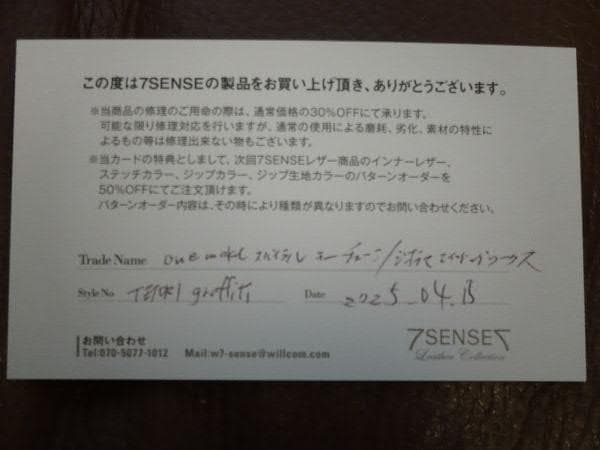 この度は7SENSEの製品をお買い上げ頂き、ありがとうございます。
※当商品の修理のご用命の際は、通常価格の30%OFFにて承ります。
可能な限り修理対応を行いますが、通常の使用による磨耗、劣化、素材の特性に
よるもの等は修理出来ない物もございます。
※当カードの特典としまして、次回7SENSEレザー商品のインナーレザー、
ステッチカラー、ジップカラー、ジップ生地カラーのパターンオーダーを
50%OFFにてご注文頂けます。
パターンオーダー内容は、その時により種類が異なりますのでお問い合わせください。
Trade Name one キーチェーン/
Style No graffiti Date 2025.04.13
お問い合わせ
Tel:070-5077-1012 Mail:w7-sense@willcom.com
7SENSE
Leather Collection